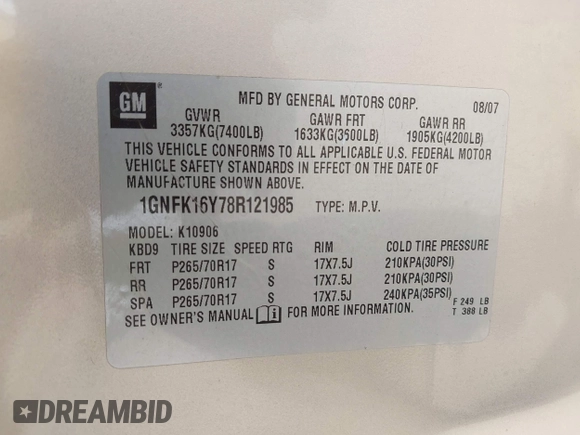 GM
MFD BY GENERAL MOTORS CORP. 08/07
GVWR GAWR FRT GAWR RR
3357KG(7400LB) 1633KG(3600LB) 1905KG(4200LB)
THIS VEHICLE CONFORMS TO ALL APPLICABLE U.S. FEDERAL MOTOR
VEHICLE SAFETY STANDARDS IN EFFECT ON THE DATE OF
MANUFACTURE SHOWN ABOVE.
1GNFK16Y78R121985 TYPE: M.P.V.
MODEL: K10906
KBD9 TIRE SIZE SPEED RTG RIM COLD TIRE PRESSURE
FRT P265/70R17 S 17X7.5J 210KPA(30PSI)
RR P265/70R17 S 17X7.5J 210KPA(30PSI)
SPA P265/70R17 S 17X7.5J 240KPA(35PSI)
F 249 LB
T 388 LB
SEE OWNER'S MANUAL i FOR MORE INFORMATION.
DREAMBID